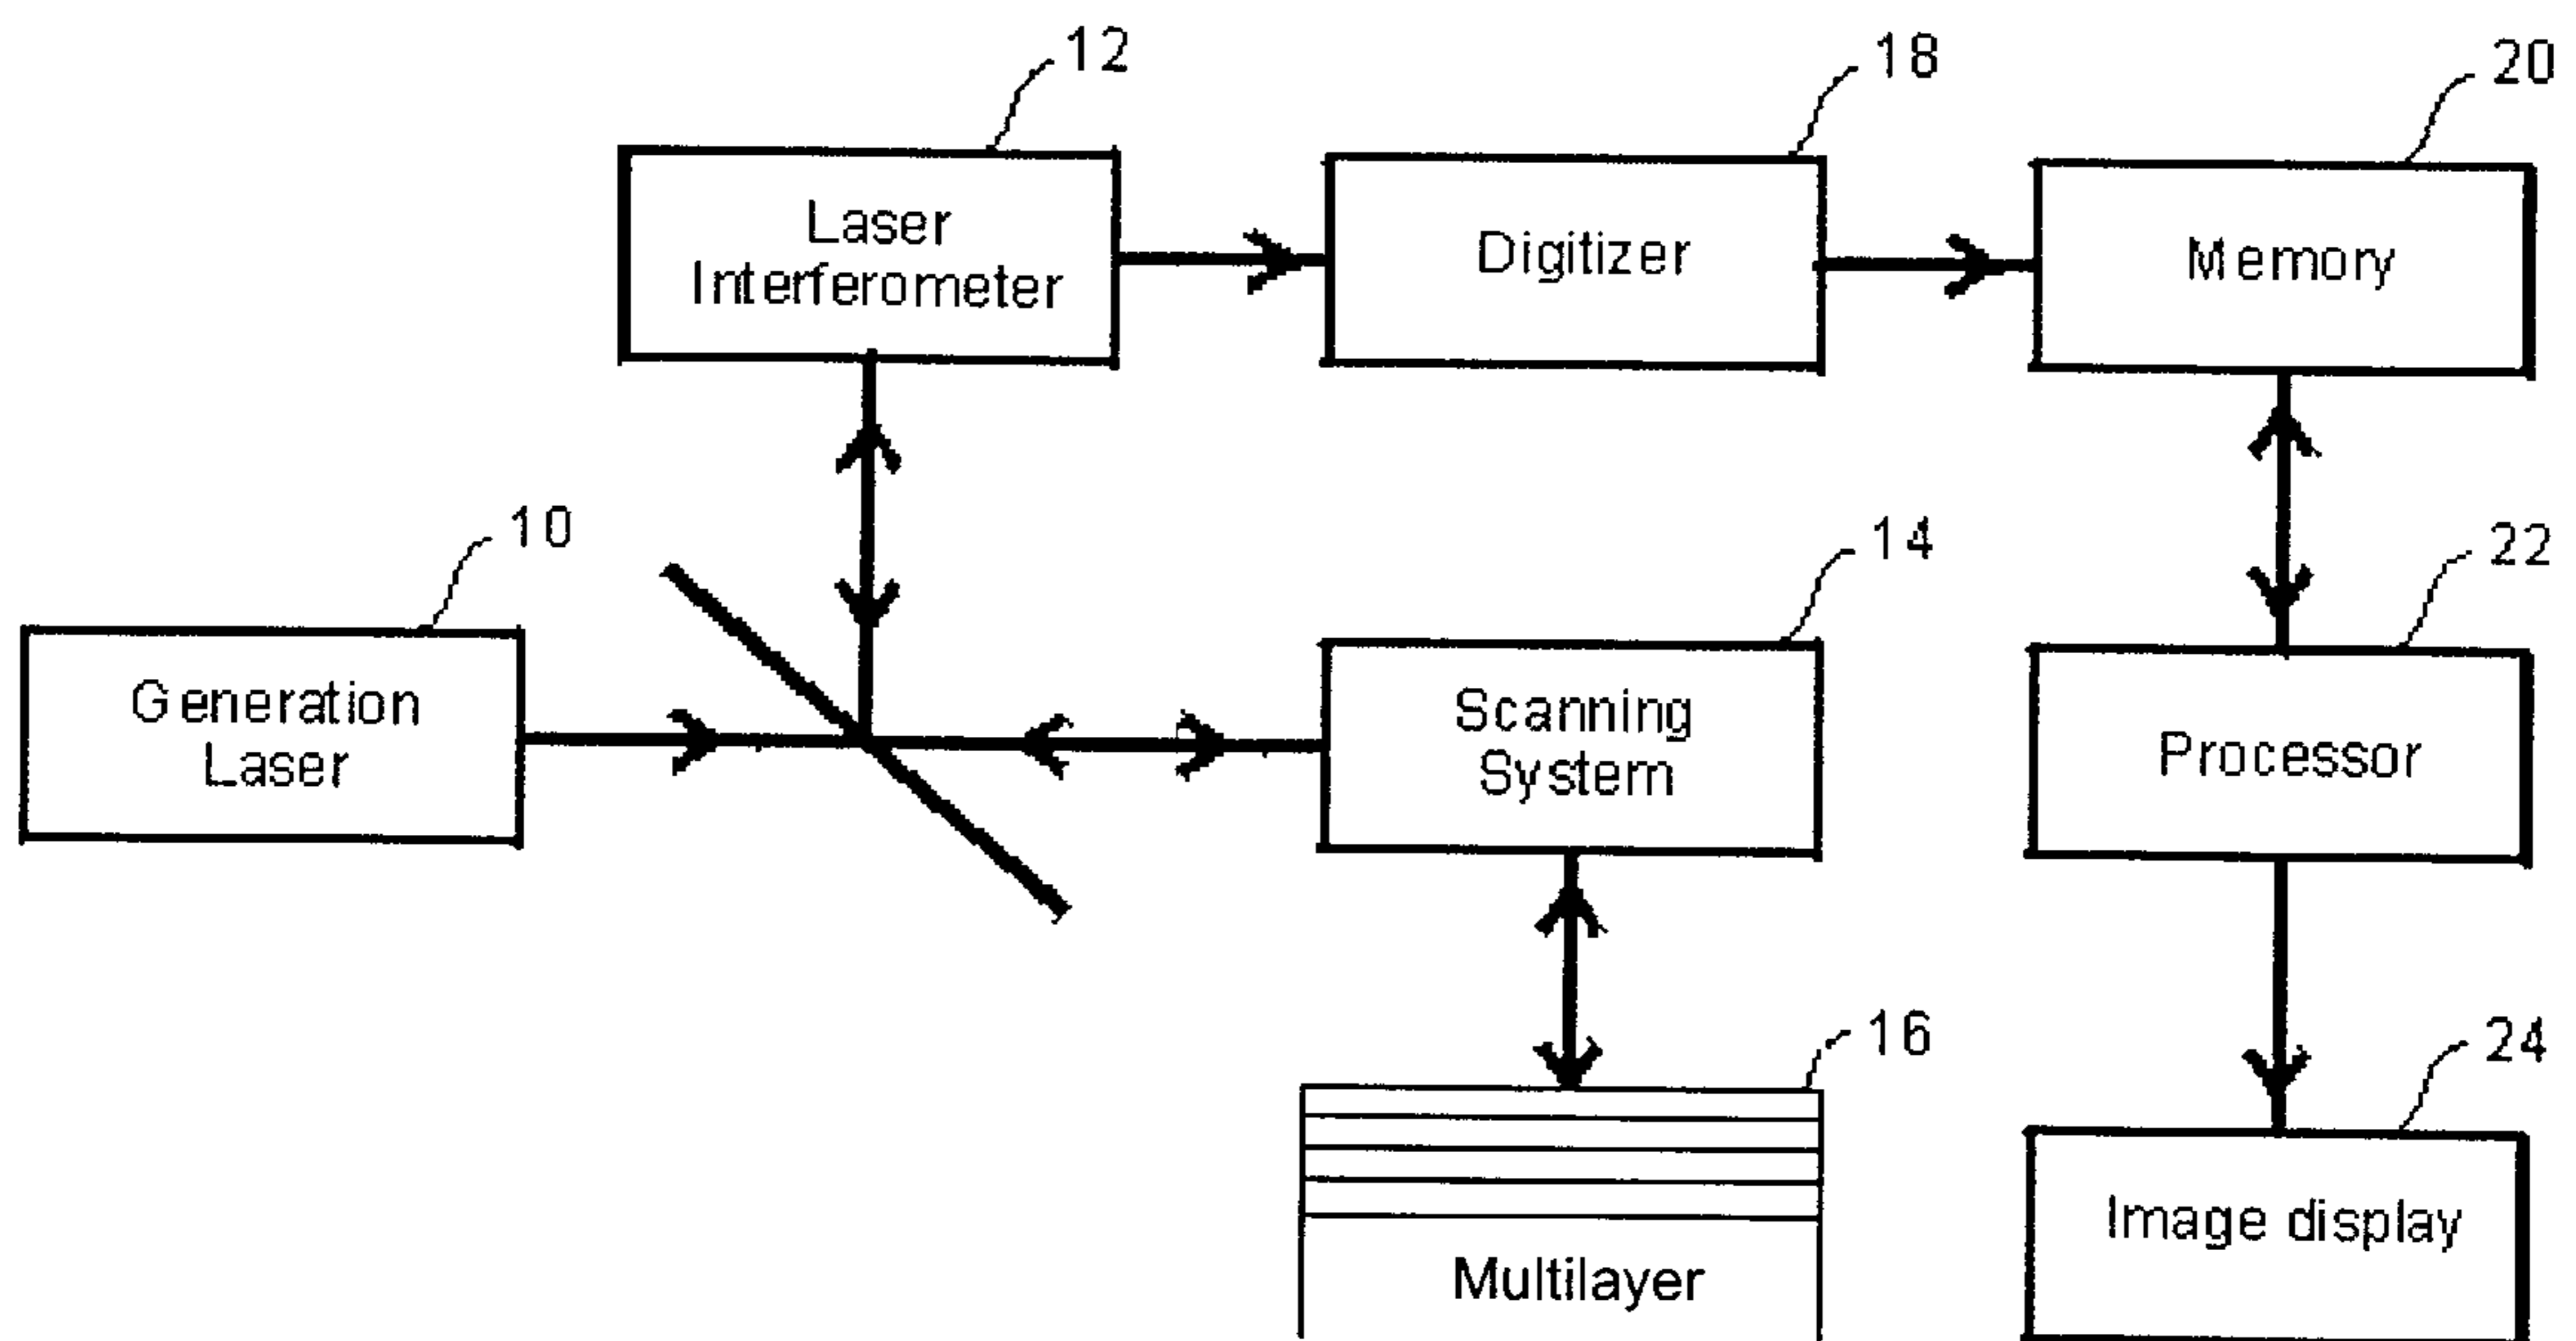 12
18
20
Laser
Interferometer
Digitizer
Memory
10
14
22
Generation
Laser
Scanning
System
Processor
16
24
Multilayer
Image display